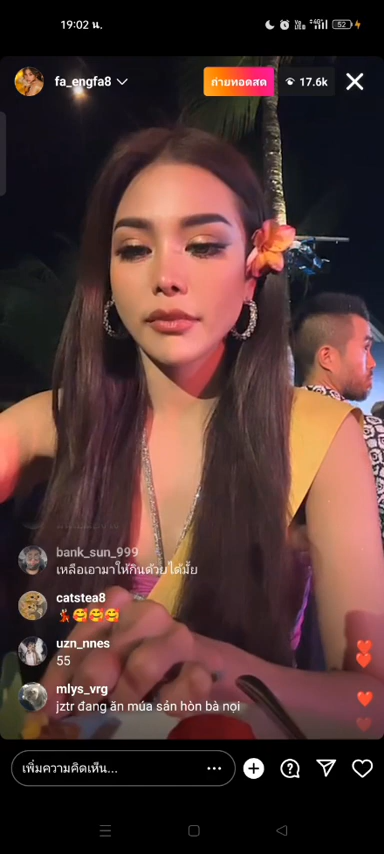 19:02 น.
Vo LTE 4G+ 52
fa_engfa8
ถ่ายทอดสด
17.6k
bank_sun_999
เหลือเอามาให้กินด้วยได้มั้ย
catstea8
💃🥰🥰🥰
uzn_nnes
55
mlys_vrg
jztr đang ăn múa sản hòn bà nọi
เพิ่มความคิดเห็น...